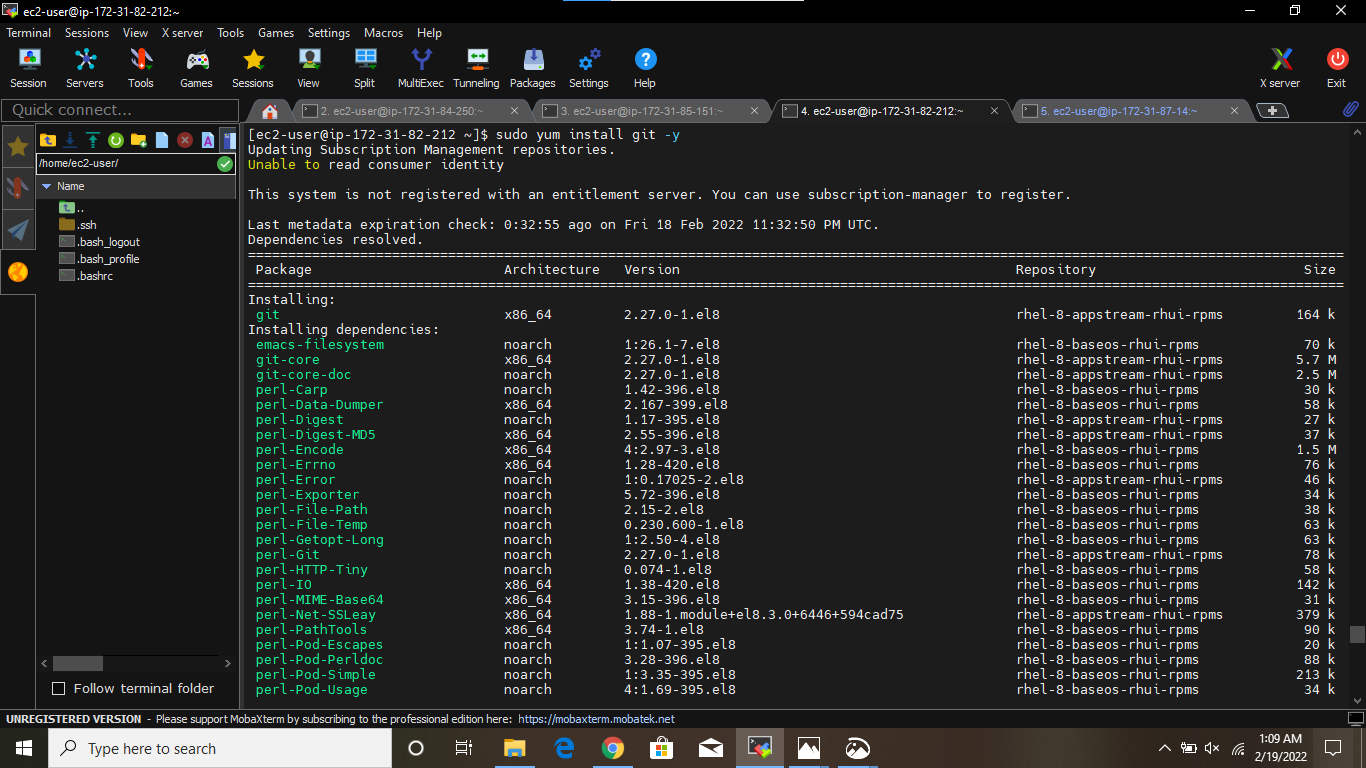 ec2-user@ip-172-31-82-212:~
Terminal Sessions View X server Tools Games Settings Macros Help
Session Servers Tools Games Sessions View Split MultiExec Tunneling Packages Settings Help X server Exit
Quick connect...
2. ec2-user@ip-172-31-84-250:~
3. ec2-user@ip-172-31-85-151:~
4. ec2-user@ip-172-31-82-212:~
5. ec2-user@ip-172-31-87-14:~
/home/ec2-user/
Name
..
.ssh
.bash_logout
.bash_profile
.bashrc
Follow terminal folder
[ec2-user@ip-172-31-82-212 ~]$ sudo yum install git -y
Updating Subscription Management repositories.
Unable to read consumer identity
This system is not registered with an entitlement server. You can use subscription-manager to register.
Last metadata expiration check: 0:32:55 ago on Fri 18 Feb 2022 11:32:50 PM UTC.
Dependencies resolved.
================================================================================
Package Architecture Version Repository Size
================================================================================
Installing:
git x86_64 2.27.0-1.el8 rhel-8-appstream-rhui-rpms 164 k
Installing dependencies:
emacs-filesystem noarch 1:26.1-7.el8 rhel-8-baseos-rhui-rpms 70 k
git-core x86_64 2.27.0-1.el8 rhel-8-appstream-rhui-rpms 5.7 M
git-core-doc noarch 2.27.0-1.el8 rhel-8-appstream-rhui-rpms 2.5 M
perl-Carp noarch 1.42-396.el8 rhel-8-baseos-rhui-rpms 30 k
perl-Data-Dumper x86_64 2.167-399.el8 rhel-8-baseos-rhui-rpms 58 k
perl-Digest noarch 1.17-395.el8 rhel-8-appstream-rhui-rpms 27 k
perl-Digest-MD5 x86_64 2.55-396.el8 rhel-8-appstream-rhui-rpms 37 k
perl-Encode x86_64 4:2.97-3.el8 rhel-8-baseos-rhui-rpms 1.5 M
perl-Errno x86_64 1.28-420.el8 rhel-8-baseos-rhui-rpms 76 k
perl-Error noarch 1:0.17025-2.el8 rhel-8-appstream-rhui-rpms 46 k
perl-Exporter noarch 5.72-396.el8 rhel-8-baseos-rhui-rpms 34 k
perl-File-Path noarch 2.15-2.el8 rhel-8-baseos-rhui-rpms 38 k
perl-File-Temp noarch 0.230.600-1.el8 rhel-8-baseos-rhui-rpms 63 k
perl-Getopt-Long noarch 1:2.50-4.el8 rhel-8-baseos-rhui-rpms 63 k
perl-Git noarch 2.27.0-1.el8 rhel-8-appstream-rhui-rpms 78 k
perl-HTTP-Tiny noarch 0.074-1.el8 rhel-8-baseos-rhui-rpms 58 k
perl-IO x86_64 1.38-420.el8 rhel-8-baseos-rhui-rpms 142 k
perl-MIME-Base64 x86_64 3.15-396.el8 rhel-8-baseos-rhui-rpms 31 k
perl-Net-SSLeay x86_64 1.88-1.module+el8.3.0+6446+594cad75 rhel-8-appstream-rhui-rpms 379 k
perl-PathTools x86_64 3.74-1.el8 rhel-8-baseos-rhui-rpms 90 k
perl-Pod-Escapes noarch 1:1.07-395.el8 rhel-8-baseos-rhui-rpms 20 k
perl-Pod-Perldoc noarch 3.28-396.el8 rhel-8-baseos-rhui-rpms 88 k
perl-Pod-Simple noarch 1:3.35-395.el8 rhel-8-baseos-rhui-rpms 213 k
perl-Pod-Usage noarch 4:1.69-395.el8 rhel-8-baseos-rhui-rpms 34 k
UNREGISTERED VERSION - Please support MobaXterm by subscribing to the professional edition here: https://mobaxterm.mobatek.net
Type here to search
1:09 AM
2/19/2022